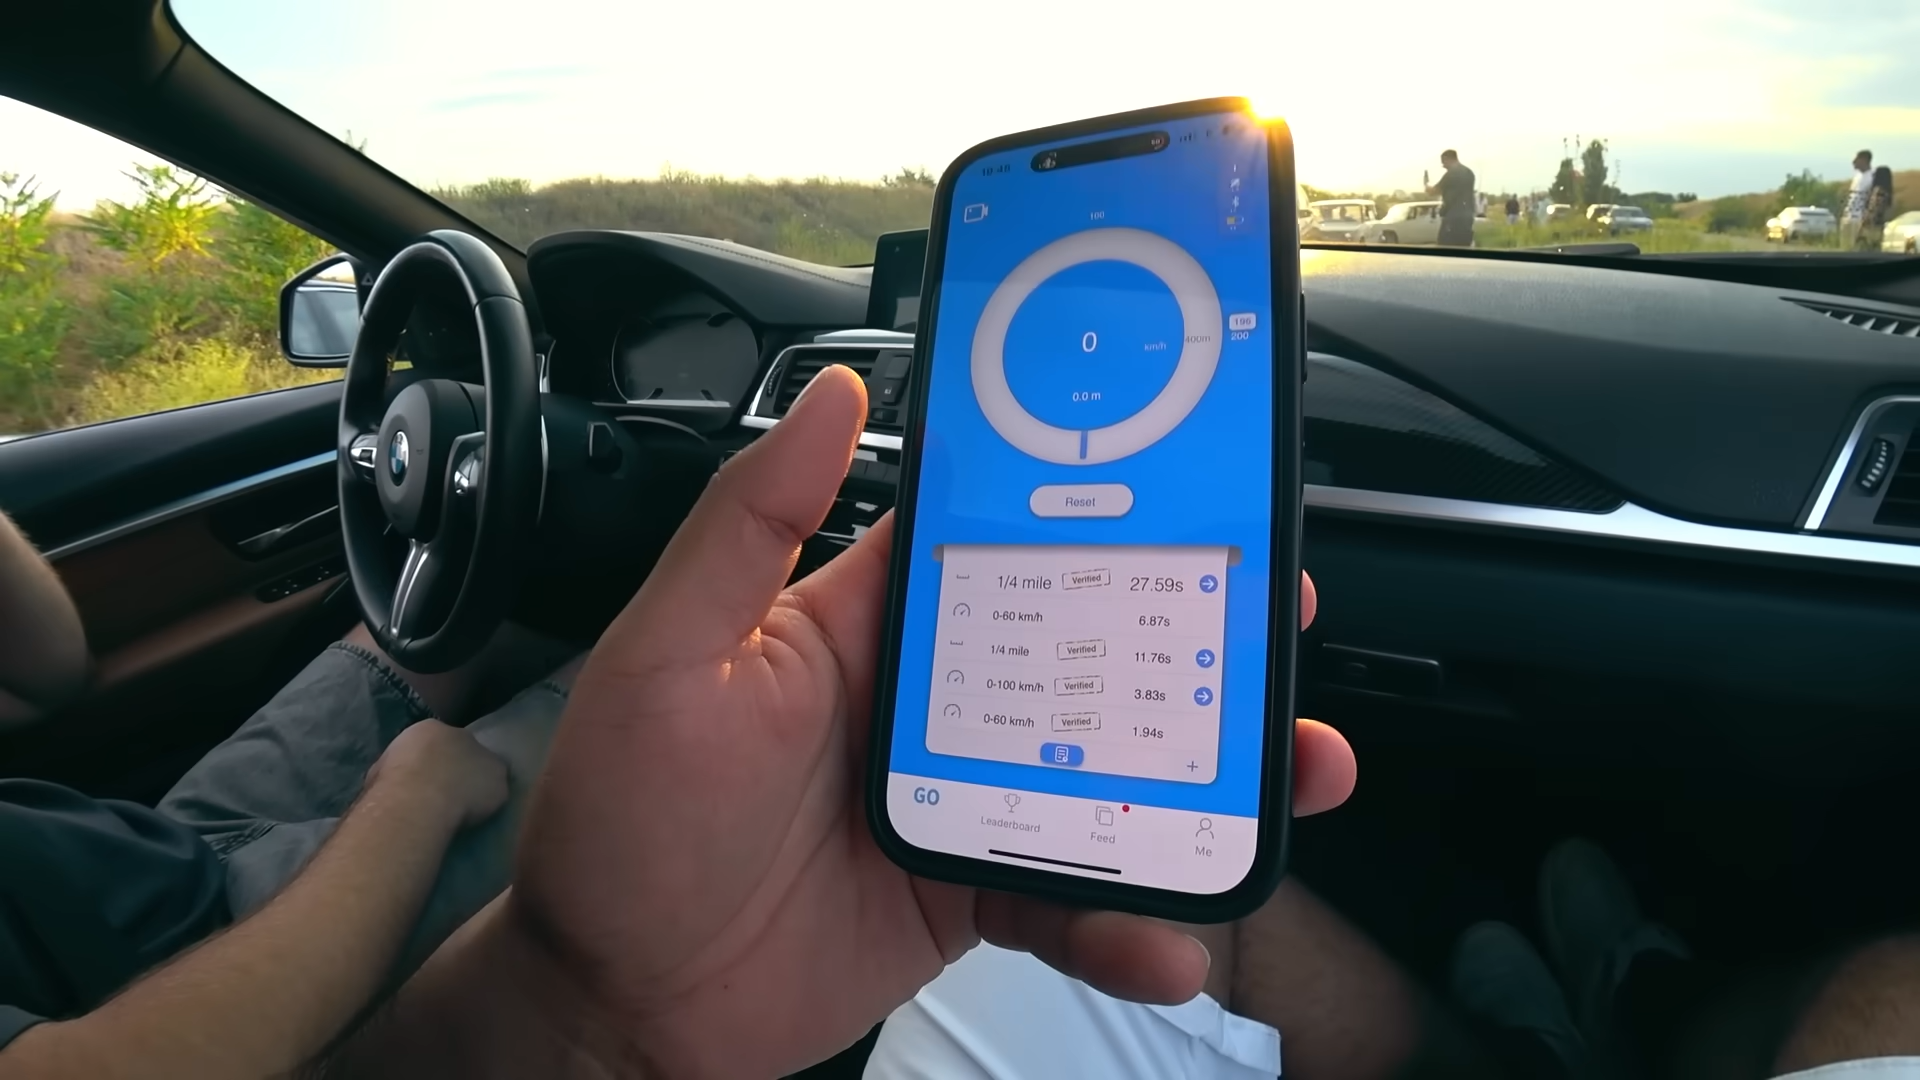 100
196
200
400m
0 km/h
0.0 m
Reset
1/4 mile Verified 27.59s
0-60 km/h 6.87s
1/4 mile Verified 11.76s
0-100 km/h Verified 3.83s
0-60 km/h Verified 1.94s
+
GO
Leaderboard
Feed
Me